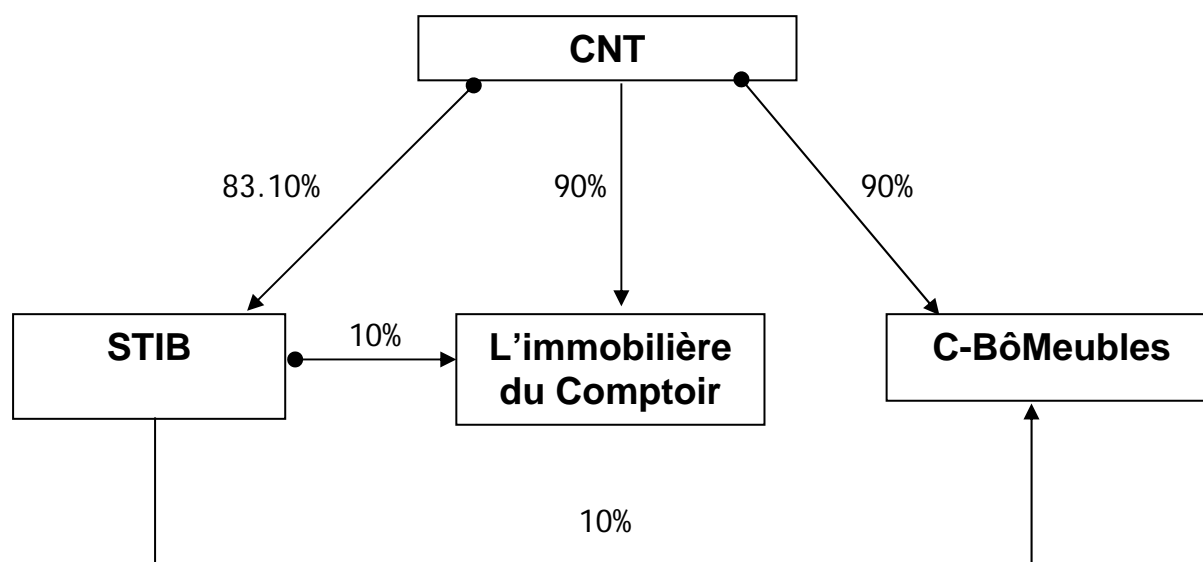 CNT
83.10%
90%
90%
STIB
10%
L'immobilière
du Comptoir
C-BôMeubles
10%